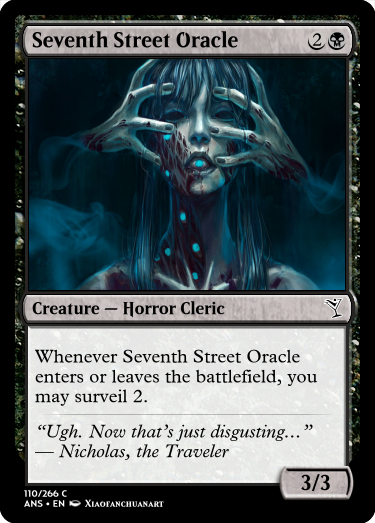 Seventh Street Oracle 2
Creature — Horror Cleric
Whenever Seventh Street Oracle
enters or leaves the battlefield, you
may surveil 2.
“Ugh. Now that’s just disgusting...”
— Nicholas, the Traveler
3/3
110/266 C
ANS • EN XIAOFANCHUANART